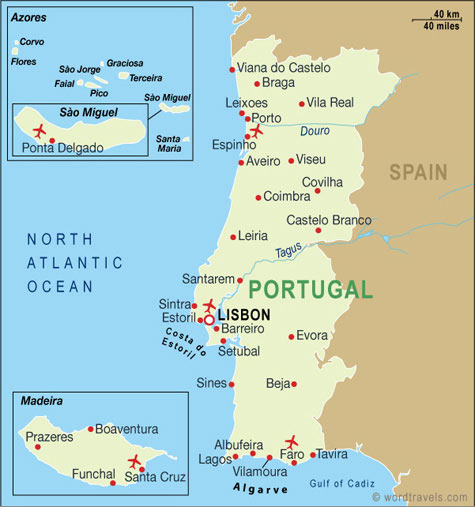 Azores
Corvo
Flores
Graciosa
Sào Jorge
Terceira
Faial
Pico
Sào Miguel
Sào Miguel
Ponta Delgado
Santa
Maria
40 km
40 miles
Viana do Castelo
Braga
Leixoes
Vila Real
Porto
Douro
Espinho
Aveiro
Viseu
SPAIN
Covilha
Coimbra
Castelo Branco
Leiria
Tagus
NORTH
ATLANTIC
OCEAN
Santarem
PORTUGAL
Sintra
Estoril
LISBON
Barreiro
Costa do
Estoril
Setubal
Evora
Sines
Beja
Madeira
Boaventura
Prazeres
Funchal
Santa Cruz
Albufeira
Lagos
Faro
Tavira
Vilamoura
Algarve
Gulf of Cadiz
© wordtravels.com